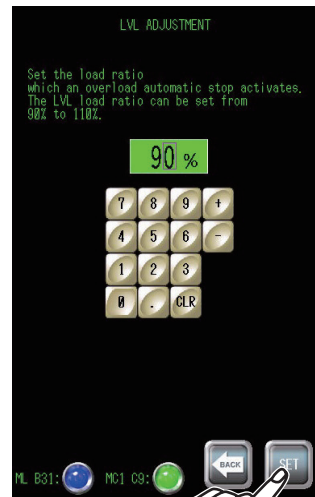 LVL ADJUSTMENT
Set the load ratio
which an overload automatic stop activates.
The LVL load ratio can be set from
90% to 110%.
90 %
7 8 9 +
4 5 6 -
1 2 3
0 . CLR
ML B31: MC1 C9: BACK SET